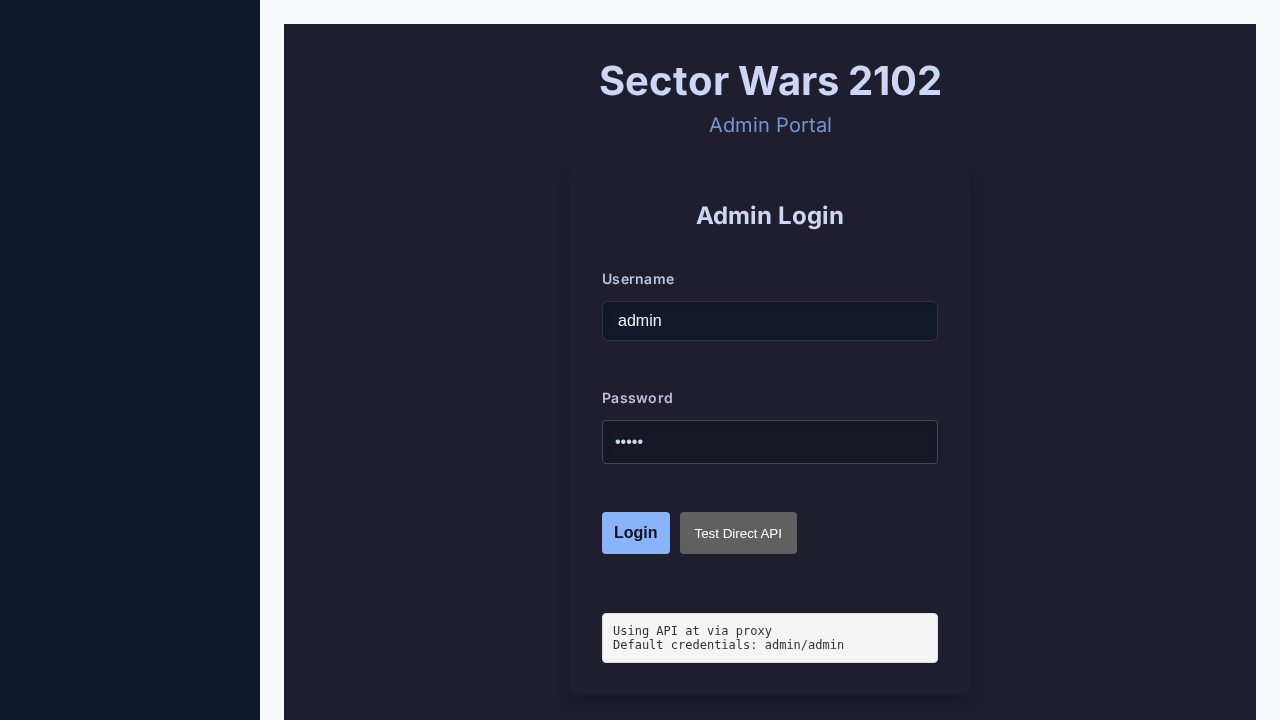 Sector Wars 2102
Admin Portal
Admin Login
Username
admin
Password
•••••
Login
Test Direct API
Using API at via proxy
Default credentials: admin/admin